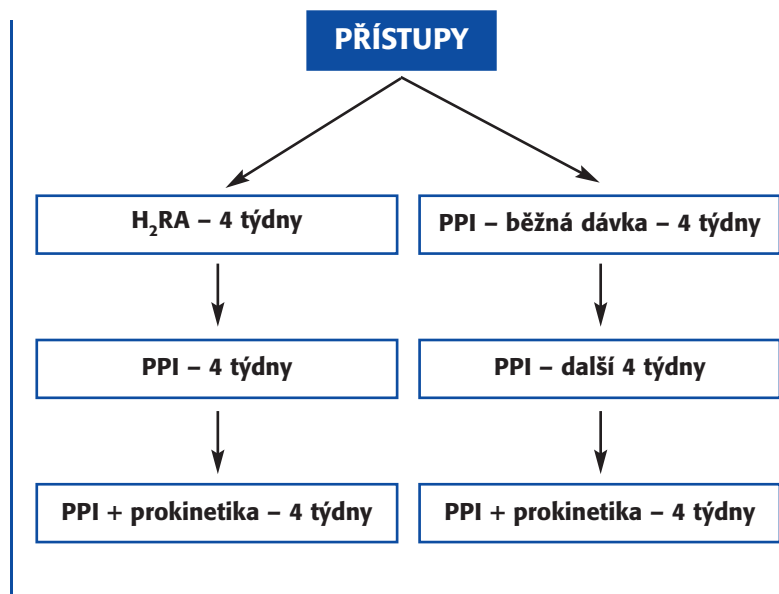 PŘÍSTUPY
H₂RA – 4 týdny
PPI – běžná dávka – 4 týdny
PPI – 4 týdny
PPI – další 4 týdny
PPI + prokinetika – 4 týdny
PPI + prokinetika – 4 týdny